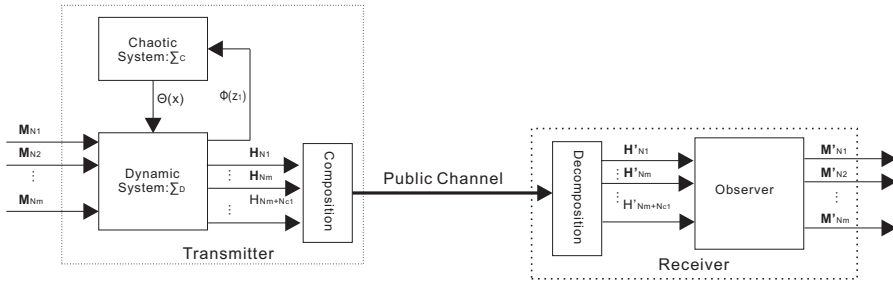 Chaotic
System:∑C
Θ(x)
Φ(z1)
MN1
MN2
⋮
MNm
Dynamic
System:∑D
HN1
⋮
HNm
HNm+Nc1
⋮
Composition
Transmitter
Public Channel
Decomposition
H'N1
⋮
H'Nm
⋮
H'Nm+Nc1
Observer
M'N1
M'N2
⋮
M'Nm
Receiver